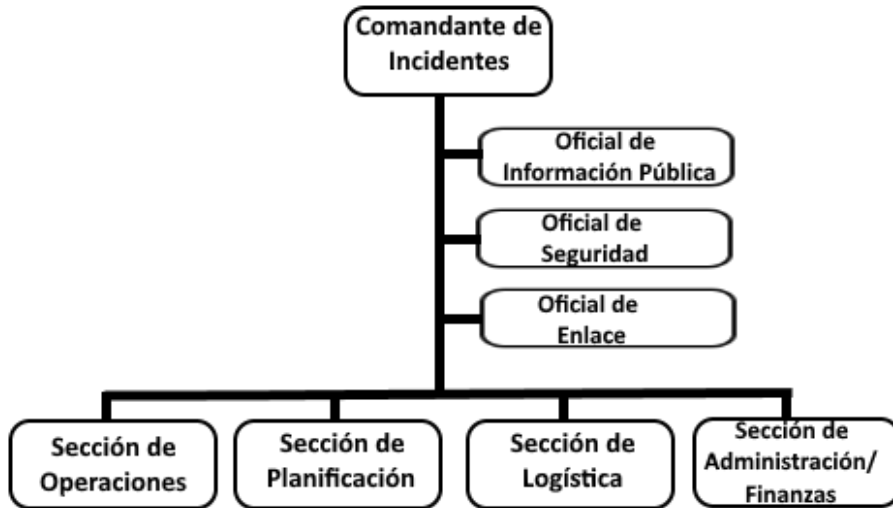 Comandante de
Incidentes
Oficial de
Información Pública
Oficial de
Seguridad
Oficial de
Enlace
Sección de
Operaciones
Sección de
Planificación
Sección de
Logística
Sección de
Administración/
Finanzas